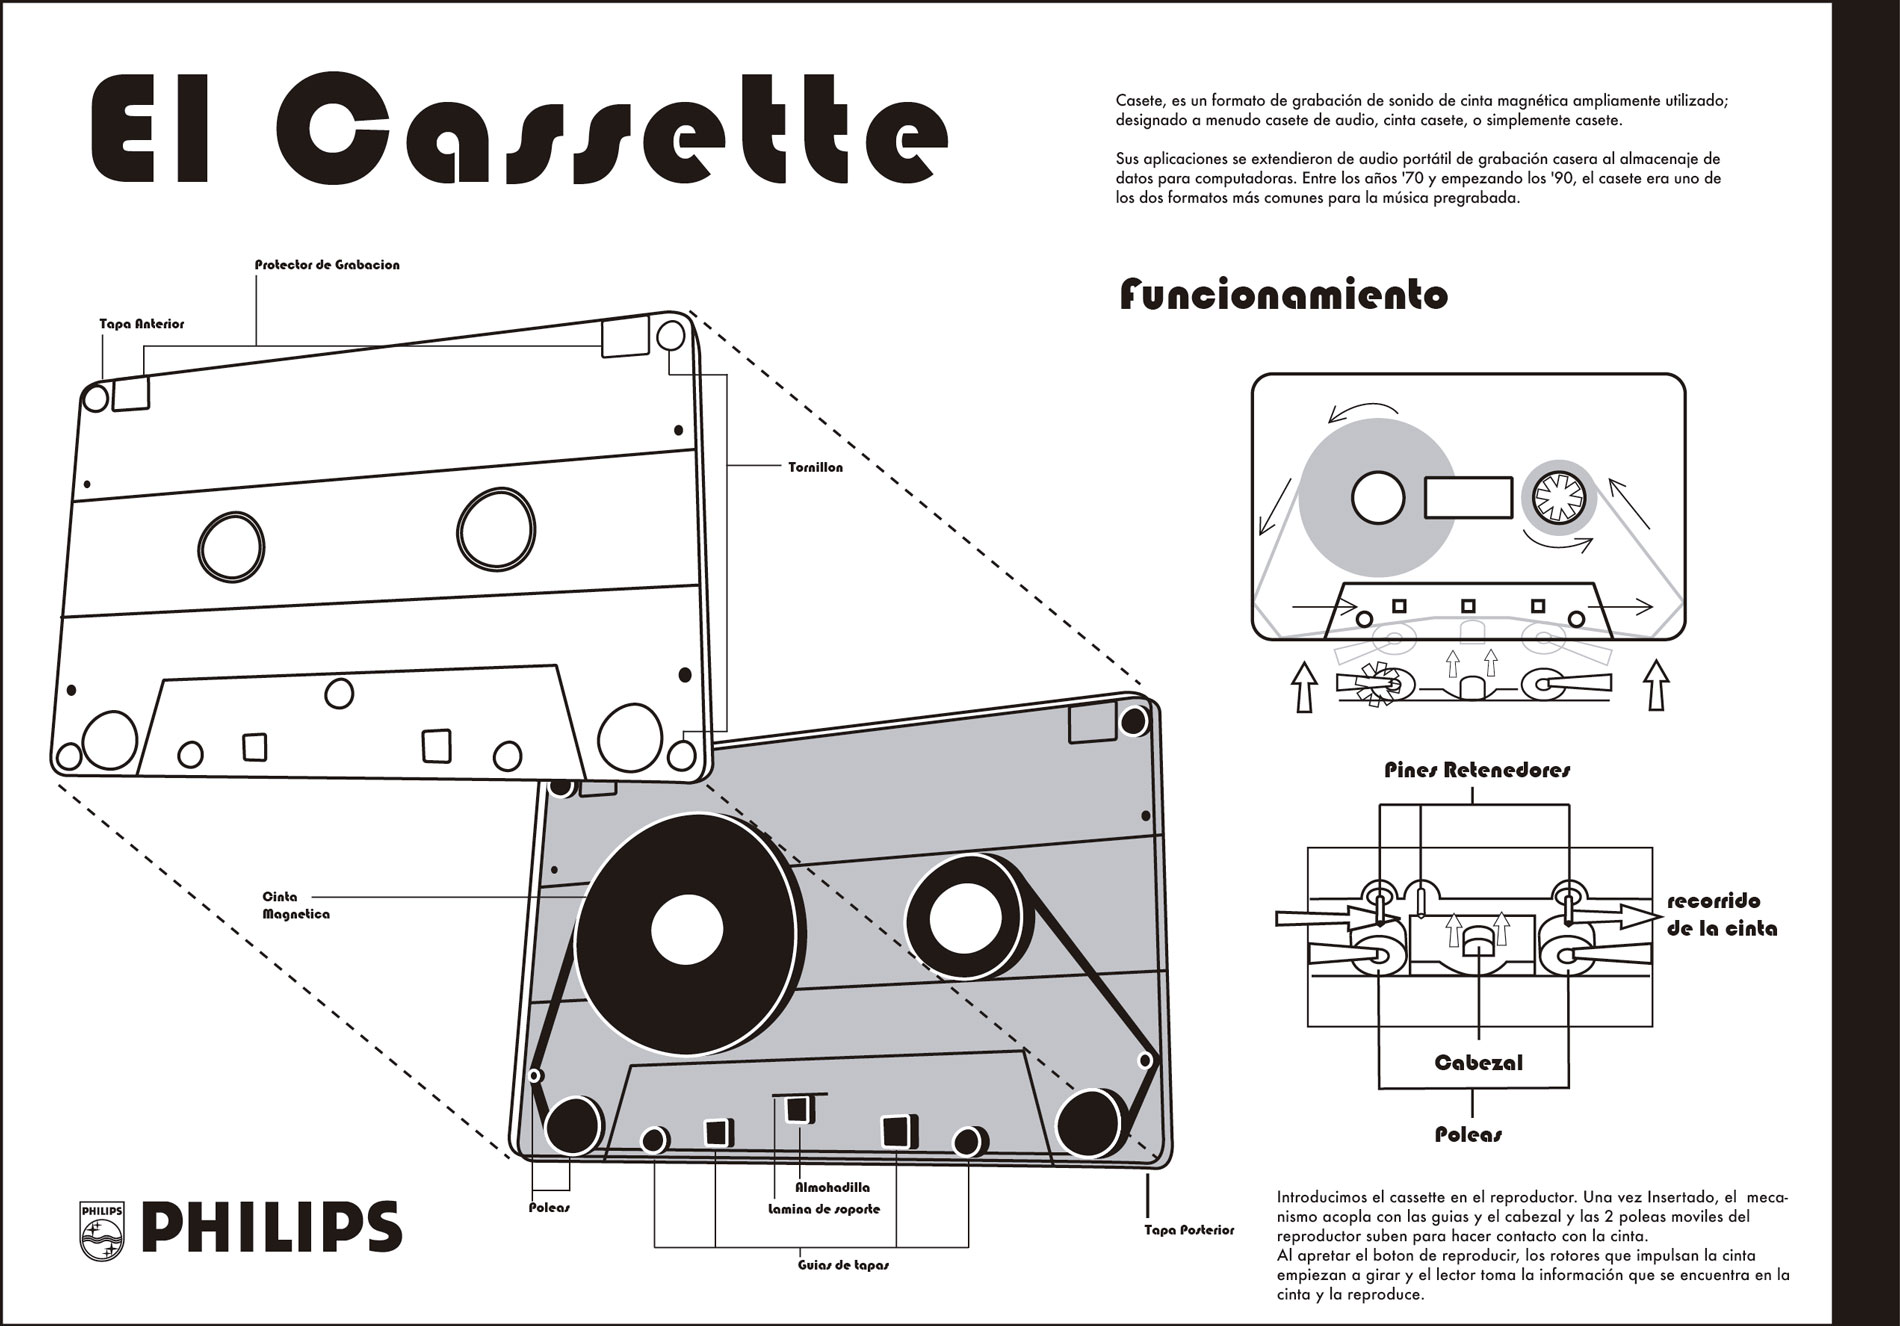 El Cassette
Casete, es un formato de grabación de sonido de cinta magnética ampliamente utilizado;
designado a menudo casete de audio, cinta casete, o simplemente casete.
Sus aplicaciones se extendieron de audio portátil de grabación casera al almacenaje de
datos para computadoras. Entre los años '70 y empezando los '90, el casete era uno de
los dos formatos más comunes para la música pregrabada.
Protector de Grabacion
Tapa Anterior
Tornillon
Cinta
Magnetica
Poleas
Almohadilla
Lamina de soporte
Guias de tapas
Tapa Posterior
PHILIPS
PHILIPS
Funcionamiento
Pines Retenedores
recorrido
de la cinta
Cabezal
Poleas
Introducimos el cassette en el reproductor. Una vez Insertado, el meca-
nismo acopla con las guias y el cabezal y las 2 poleas moviles del
reproductor suben para hacer contacto con la cinta.
Al apretar el boton de reproducir, los rotores que impulsan la cinta
empiezan a girar y el lector toma la información que se encuentra en la
cinta y la reproduce.